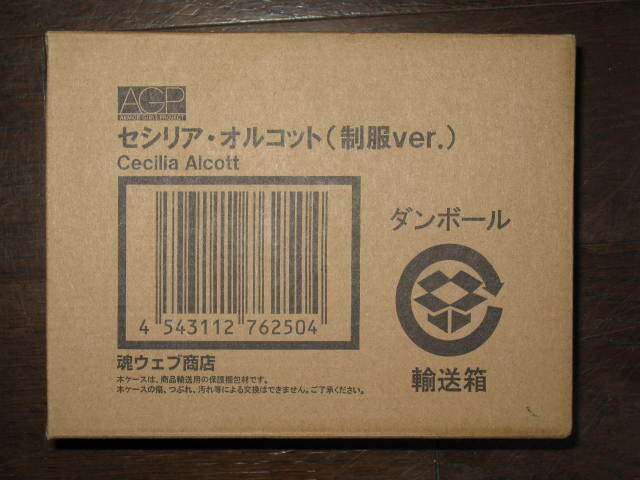 AGP
ARMOR GIRLS PROJECT
セシリア・オルコット(制服ver.)
Cecilia Alcott
4 543112 762504
魂ウェブ商店
本ケースは、商品輸送用の保護梱包材です。
本ケースの傷、つぶれ、汚れ等による交換はできません。ご了承ください。
ダンボール
輸送箱